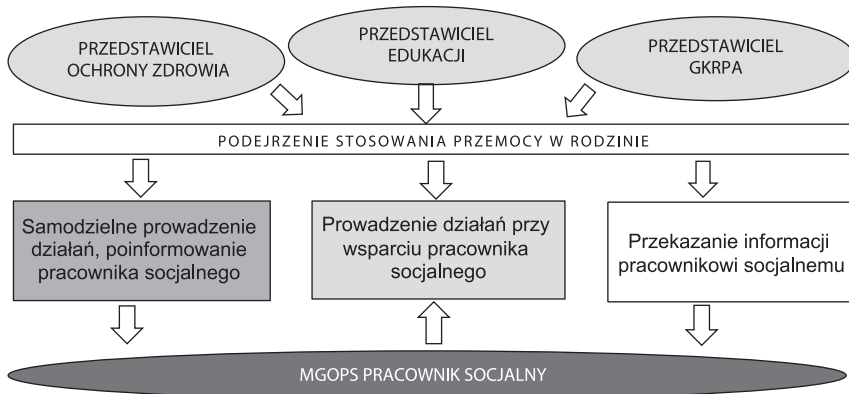 PRZEDSTAWICIEL
OCHRONY ZDROWIA
PRZEDSTAWICIEL
EDUKACJI
PRZEDSTAWICIEL
GKRPA
PODEJRZENIE STOSOWANIA PRZEMOCY W RODZINIE
Samodzielne prowadzenie
działań, poinformowanie
pracownika socjalnego
Prowadzenie działań przy
wsparciu pracownika
socjalnego
Przekazanie informacji
pracownikowi socjalnemu
MGOPS PRACOWNIK SOCJALNY